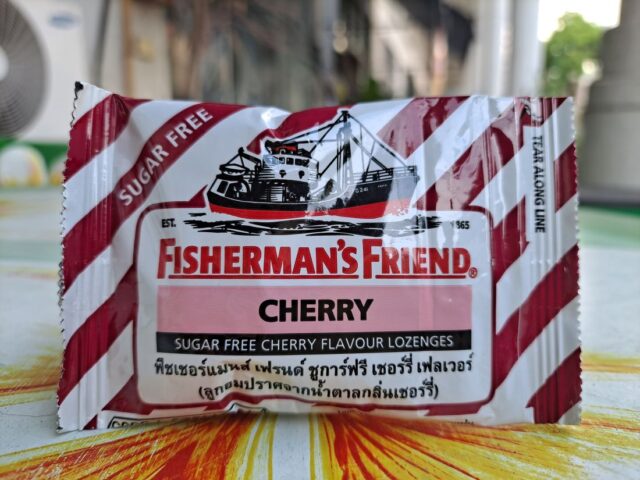 SUGAR FREE
TEAR ALONG LINE
EST.
FISHERMAN'S FRIEND®
CHERRY
SUGAR FREE CHERRY FLAVOUR LOZENGES
ฟิชเชอร์แมนส์ เฟรนด์ ชูการ์ฟรี เชอร์รี่ เฟลเวอร์
(ลูกอมปราศจากน้ำตาลกลิ่นเชอร์รี่)